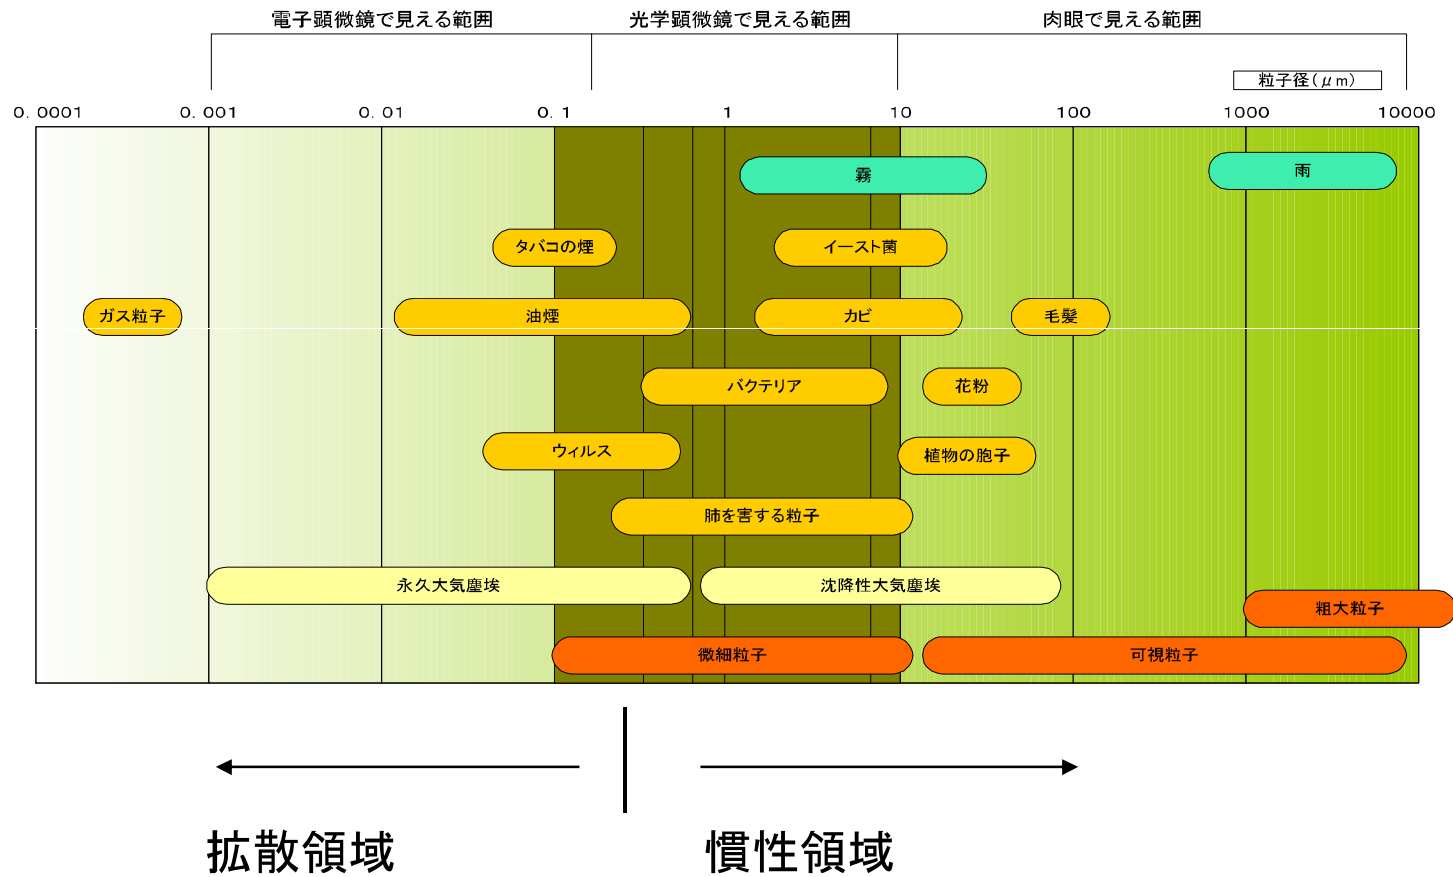 電子顕微鏡で見える範囲 光学顕微鏡で見える範囲 肉眼で見える範囲
粒子径(μm)
0.0001 0.001 0.01 0.1 1 10 100 1000 10000
霧 雨
タバコの煙 イースト菌
ガス粒子 油煙 カビ 毛髪
バクテリア 花粉
ウィルス 植物の胞子
肺を害する粒子
永久大気塵埃 沈降性大気塵埃
粗大粒子
微細粒子 可視粒子
拡散領域 慣性領域